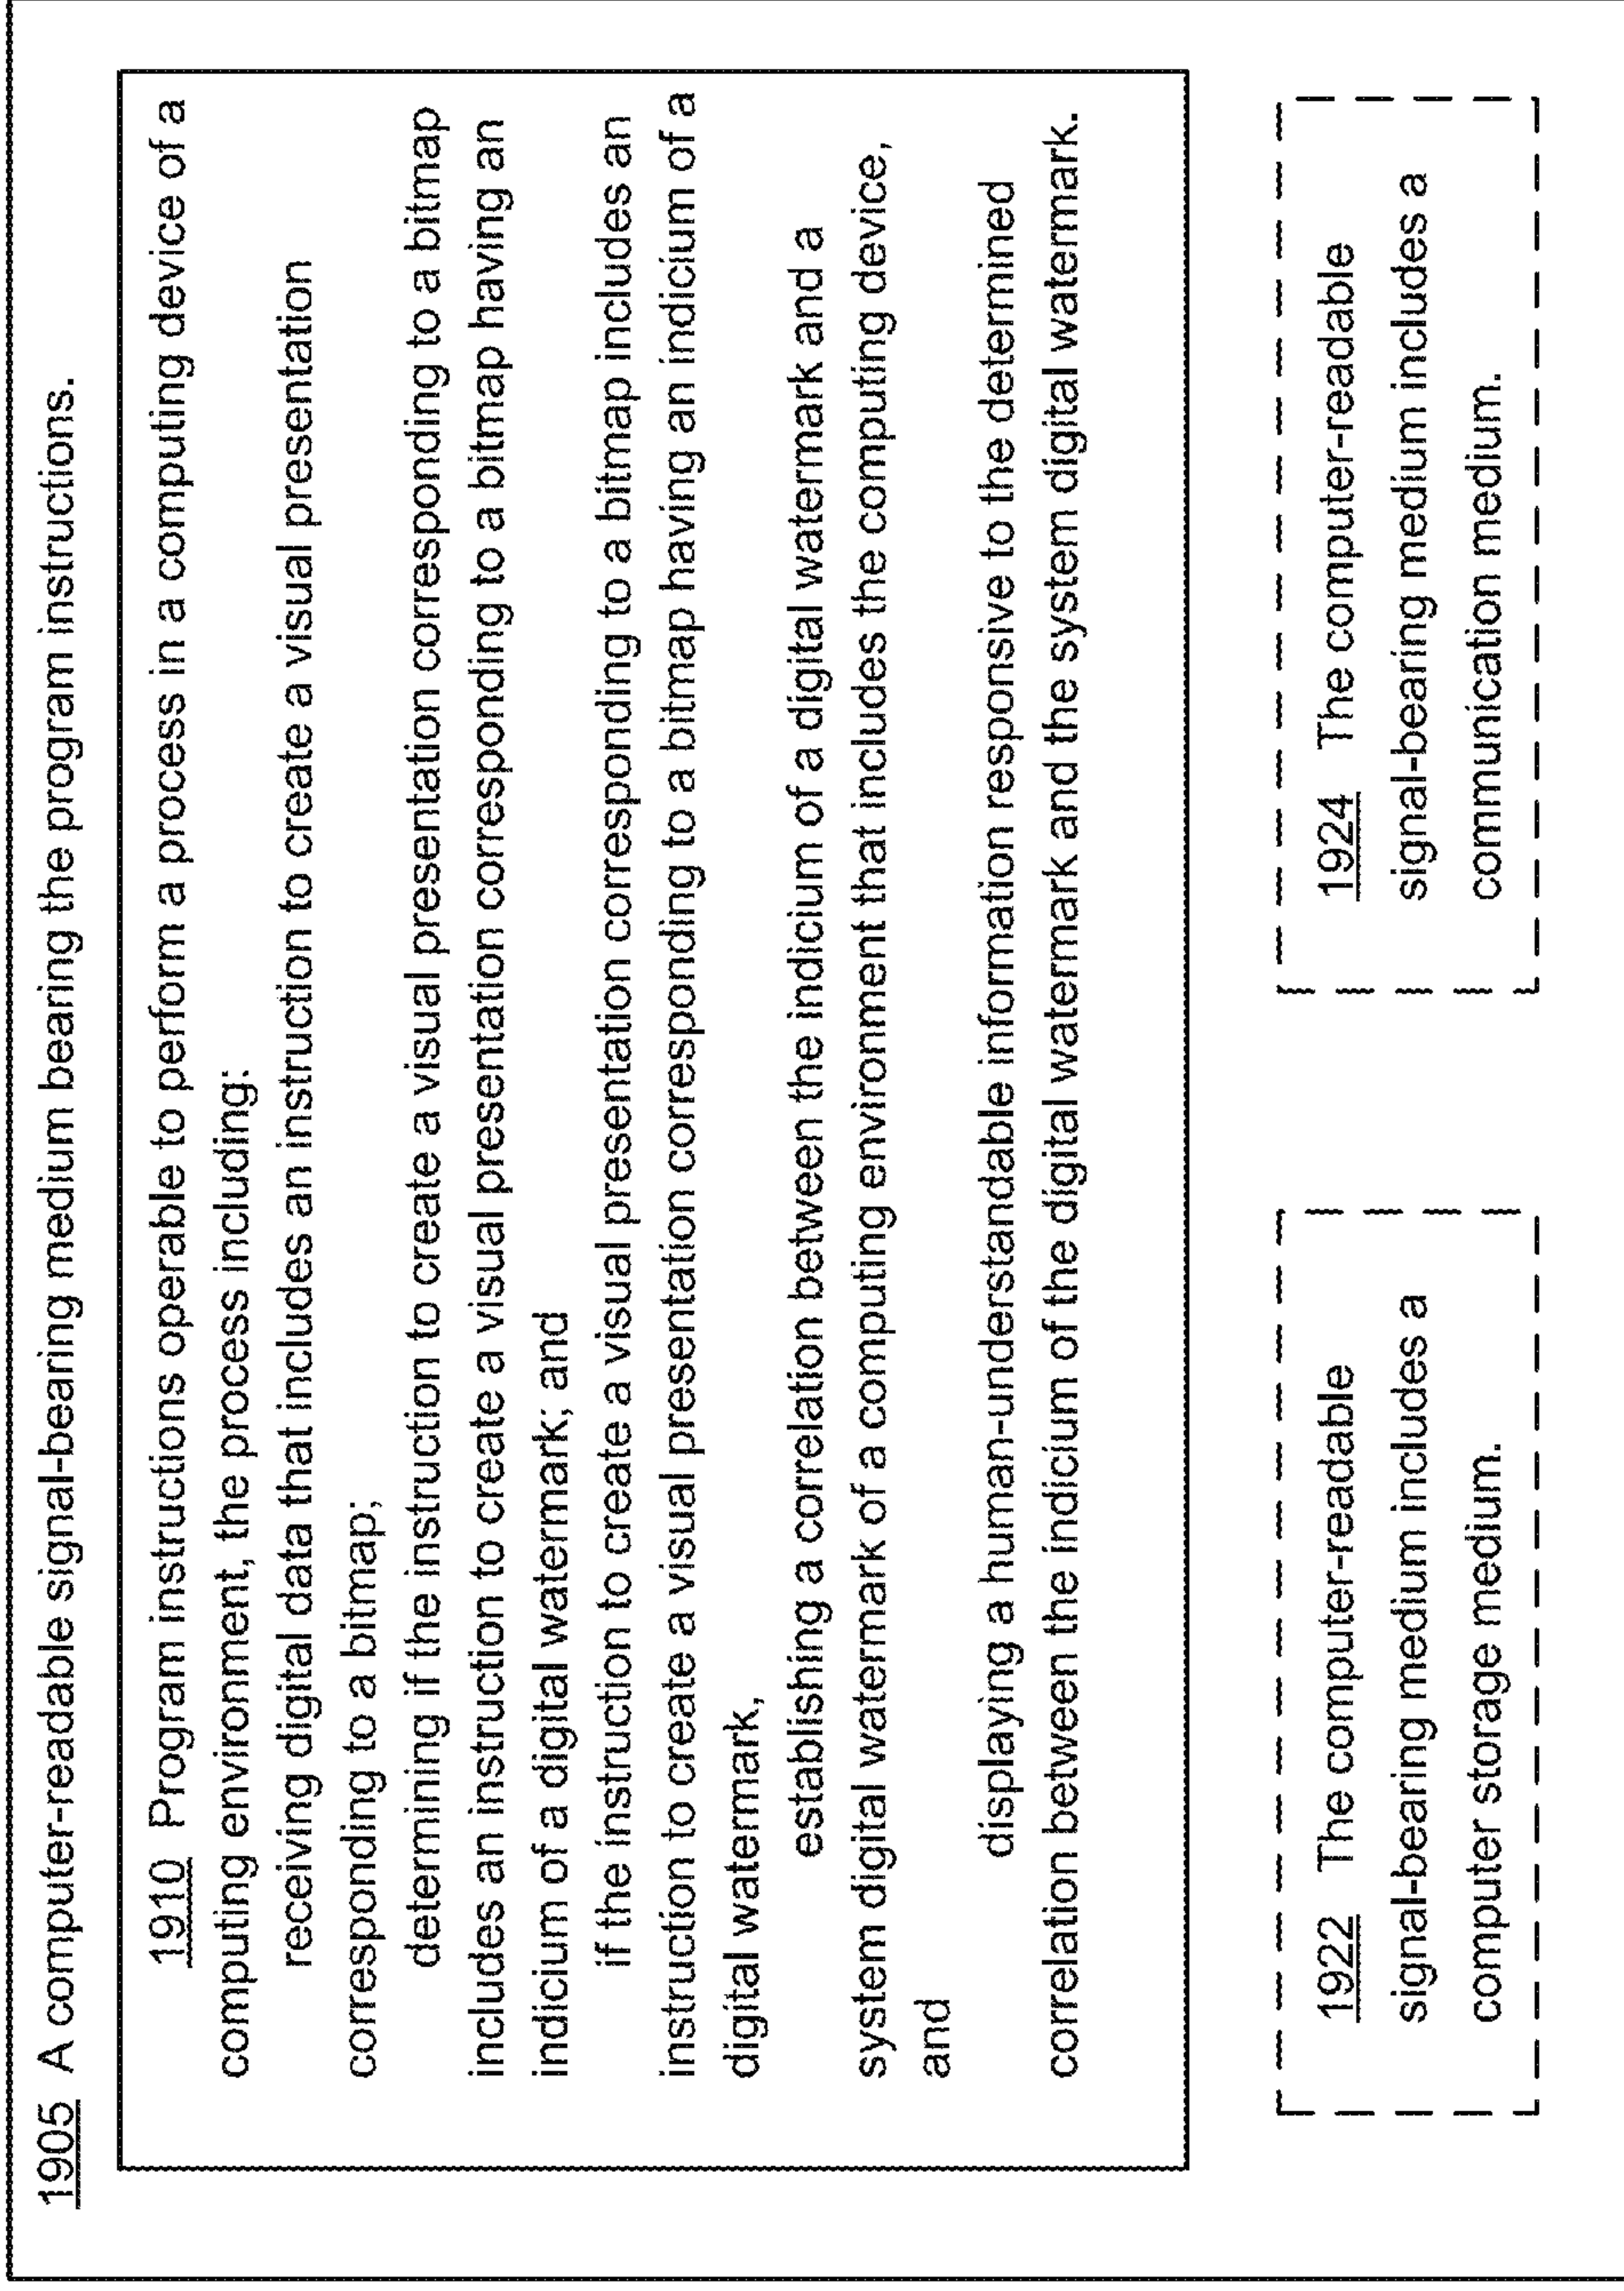 1905 A computer-readable signal-bearing medium bearing the program instructions.
1910 Program instructions operable to perform a process in a computing device of a
computing environment, the process including:
receiving digital data that includes an instruction to create a visual presentation
corresponding to a bitmap;
determining if the instruction to create a visual presentation corresponding to a bitmap
includes an instruction to create a visual presentation corresponding to a bitmap having an
indicium of a digital watermark; and
if the instruction to create a visual presentation corresponding to a bitmap includes an
instruction to create a visual presentation corresponding to a bitmap having an indicium of a
digital watermark,
establishing a correlation between the indicium of a digital watermark and a
system digital watermark of a computing environment that includes the computing device,
and
displaying a human-understandable information responsive to the determined
correlation between the indicium of the digital watermark and the system digital watermark.
1922 The computer-readable
signal-bearing medium includes a
computer storage medium.
1924 The computer-readable
signal-bearing medium includes a
communication medium.